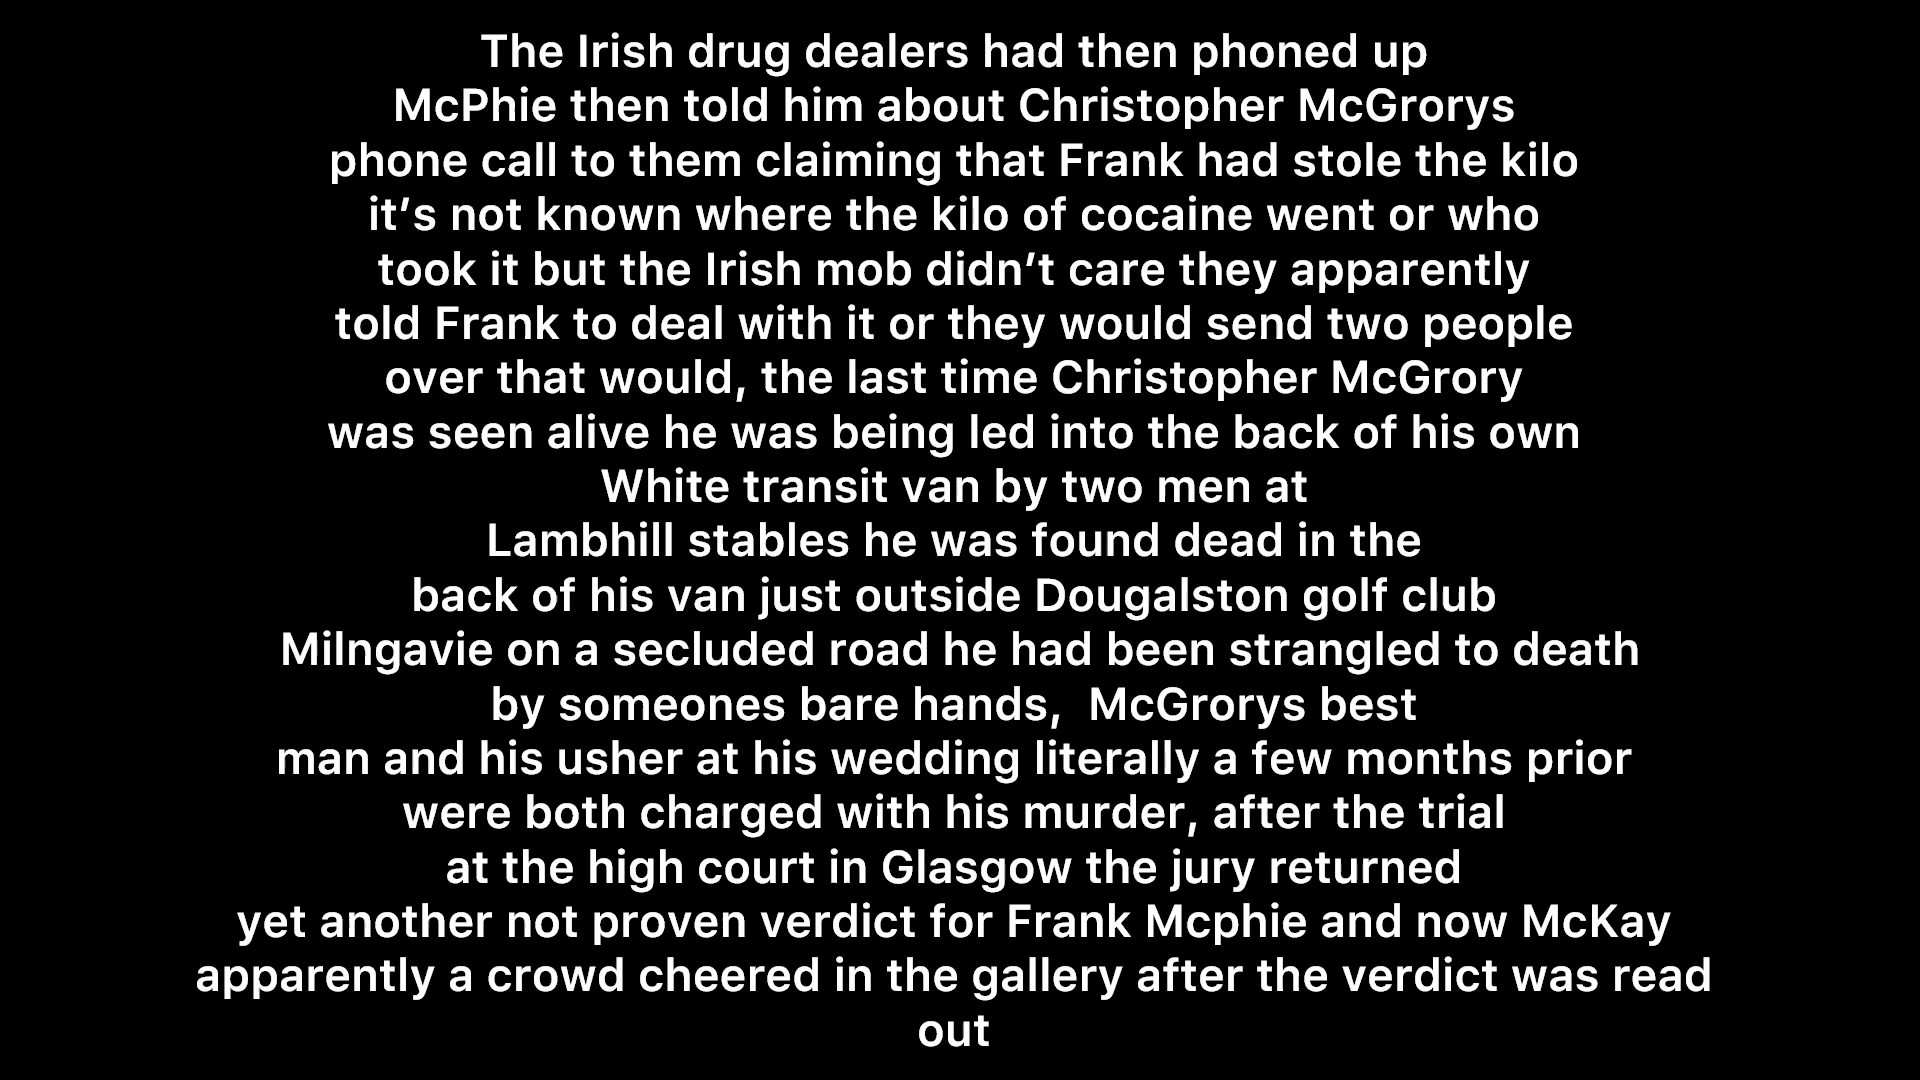 The Irish drug dealers had then phoned up
McPhie then told him about Christopher McGrorys
phone call to them claiming that Frank had stole the kilo
it’s not known where the kilo of cocaine went or who
took it but the Irish mob didn’t care they apparently
told Frank to deal with it or they would send two people
over that would, the last time Christopher McGrory
was seen alive he was being led into the back of his own
White transit van by two men at
Lambhill stables he was found dead in the
back of his van just outside Dougalston golf club
Milngavie on a secluded road he had been strangled to death
by someones bare hands,  McGrorys best
man and his usher at his wedding literally a few months prior
were both charged with his murder, after the trial
at the high court in Glasgow the jury returned
yet another not proven verdict for Frank Mcphie and now McKay
apparently a crowd cheered in the gallery after the verdict was read
out